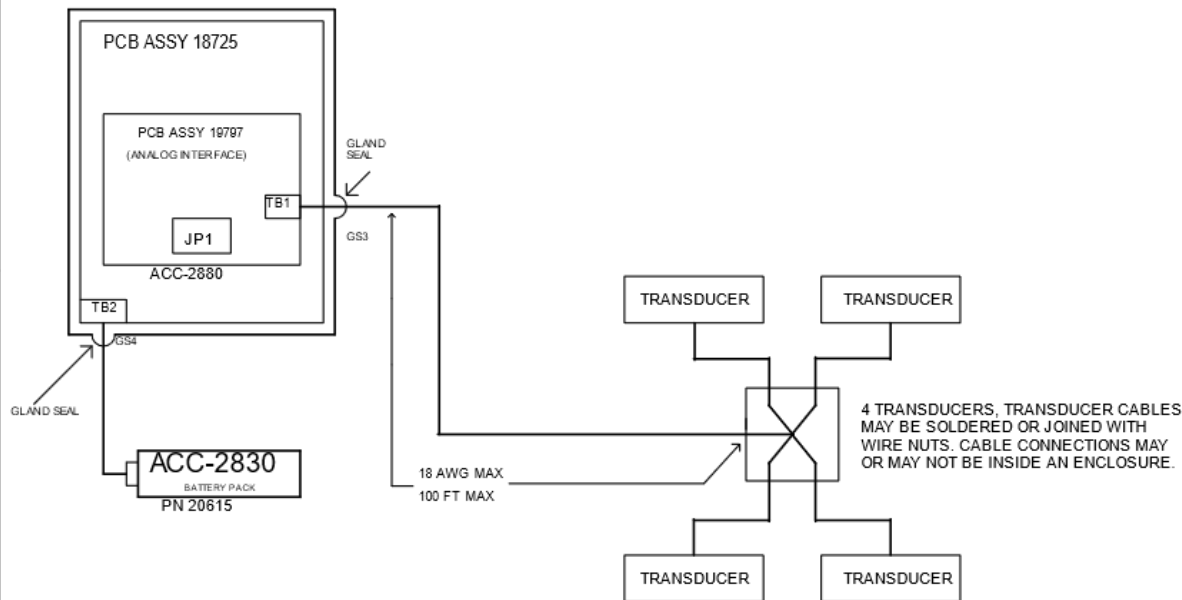 PCB ASSY 18725
PCB ASSY 19797
(ANALOG INTERFACE)
GLAND
SEAL
TB1
GS3
JP1
ACC-2880
TB2
GS4
GLAND SEAL
ACC-2830
BATTERY PACK
PN 20615
18 AWG MAX
100 FT MAX
TRANSDUCER
TRANSDUCER
4 TRANSDUCERS, TRANSDUCER CABLES
MAY BE SOLDERED OR JOINED WITH
WIRE NUTS. CABLE CONNECTIONS MAY
OR MAY NOT BE INSIDE AN ENCLOSURE.
TRANSDUCER
TRANSDUCER